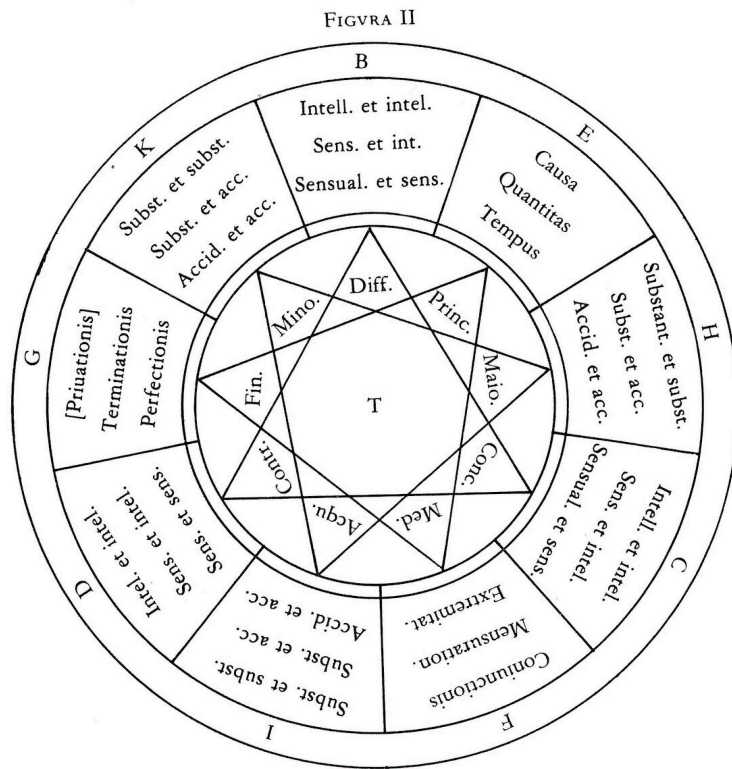 FIGVRA II
B
Intell. et intel.
Sens. et int.
Sensual. et sens.
E
Causa
Quantitas
Tempus
H
Substant. et subst.
Subst. et acc.
Accid. et acc.
C
Intell. et intel.
Sens. et intel.
Sensual. et sens.
F
Coniunctionis
Mensuration.
Extremitat.
I
Subst. et subst.
Subst. et acc.
Accid. et acc.
D
Intel. et intel.
Sens. et intel.
Sens. et sens.
G
[Priuationis]
Terminationis
Perfectionis
K
Subst. et subst.
Subst. et acc.
Accid. et acc.
Diff.
Princ.
Maio.
Conc.
Med.
Acqu.
Contr.
Fin.
Mino.
T